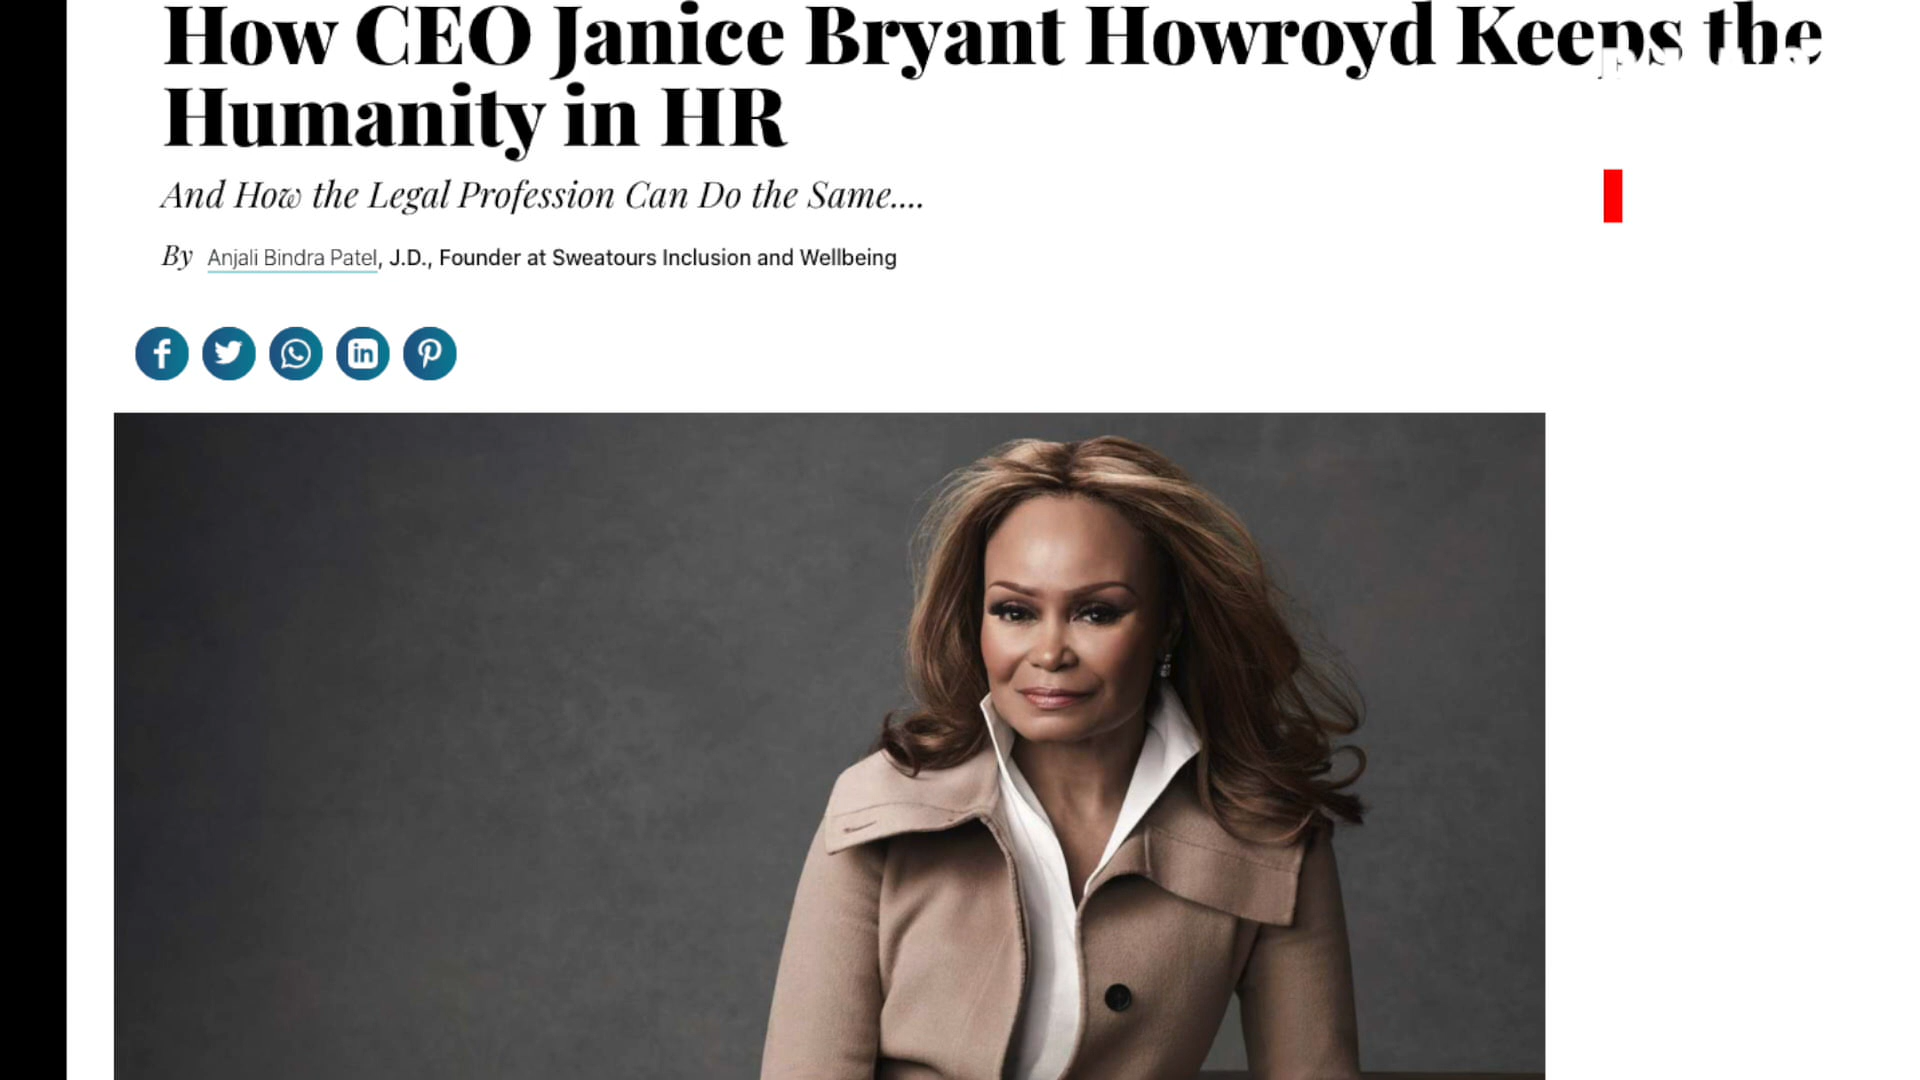 How CEO Janice Bryant Howroyd Keeps the
Humanity in HR
And How the Legal Profession Can Do the Same....
By Anjali Bindra Patel, J.D., Founder at Sweatours Inclusion and Wellbeing